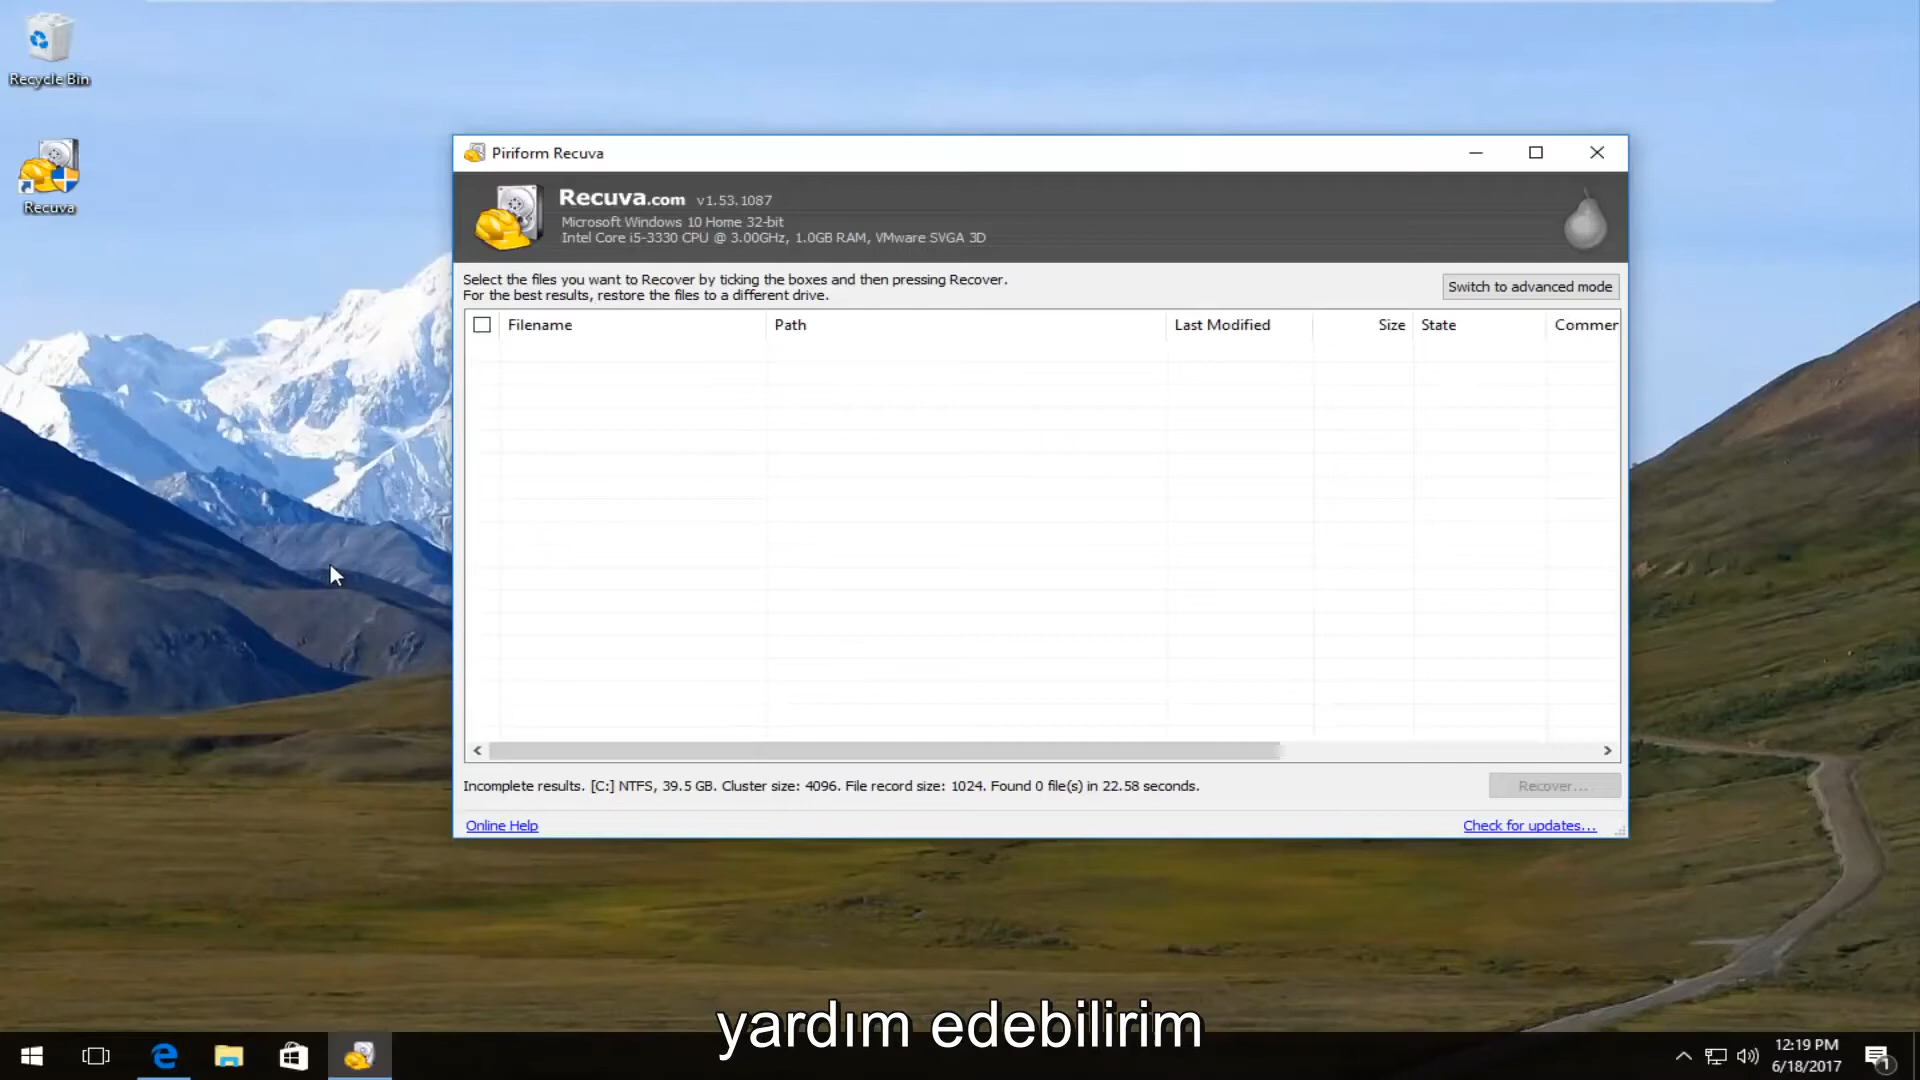 Recycle Bin
Recuva
Piriform Recuva
Recuva.com v1.53.1087
Microsoft Windows 10 Home 32-bit
Intel Core i5-3330 CPU @ 3.00GHz, 1.0GB RAM, VMware SVGA 3D
Select the files you want to Recover by ticking the boxes and then pressing Recover.
For the best results, restore the files to a different drive.
Switch to advanced mode
Filename Path Last Modified Size State Commer
Incomplete results. [C:] NTFS, 39.5 GB. Cluster size: 4096. File record size: 1024. Found 0 file(s) in 22.58 seconds.
Recover...
Online Help
Check for updates...
yardım edebilirim
12:19 PM
6/18/2017
1